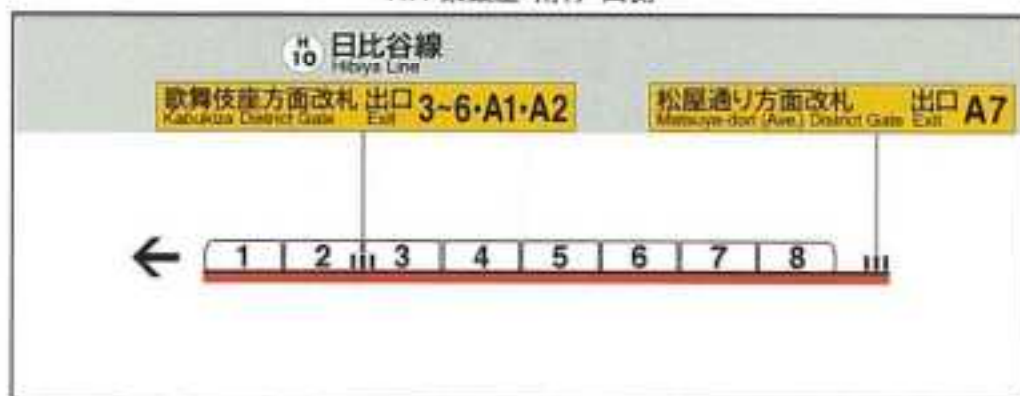 H
10
日比谷線
Hibiya Line
歌舞伎座方面改札 出口 3~6・A1・A2
Kabukiza District Gate Exit
松屋通り方面改札 出口 A7
Matsuya-dori (Ave.) District Gate Exit
← 1 2 3 4 5 6 7 8